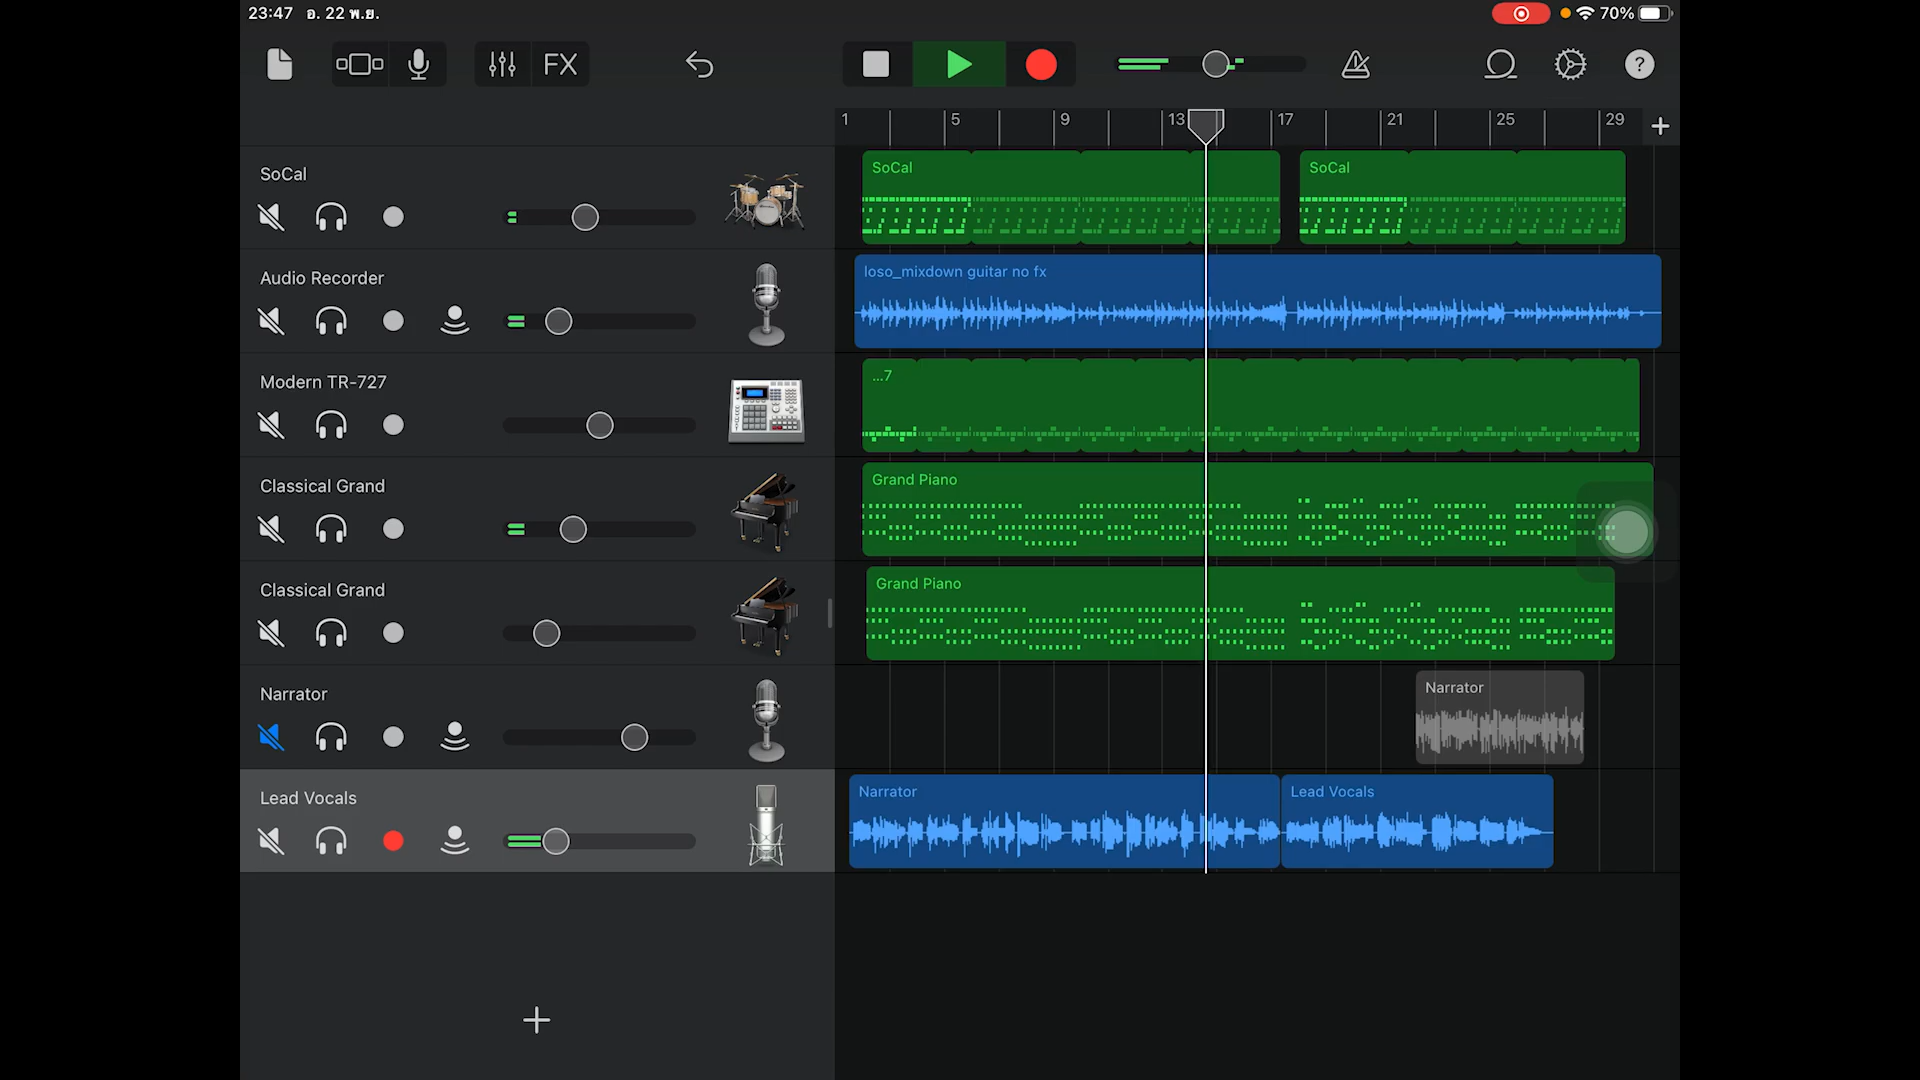 23:47 อ. 22 พ.ย.
70%
FX
?
1 5 9 13 17 21 25 29 +
SoCal
SoCal SoCal
Audio Recorder
loso_mixdown guitar no fx
Modern TR-727
...7
Classical Grand
Grand Piano
Classical Grand
Grand Piano
Narrator
Narrator
Lead Vocals
Narrator Lead Vocals
+